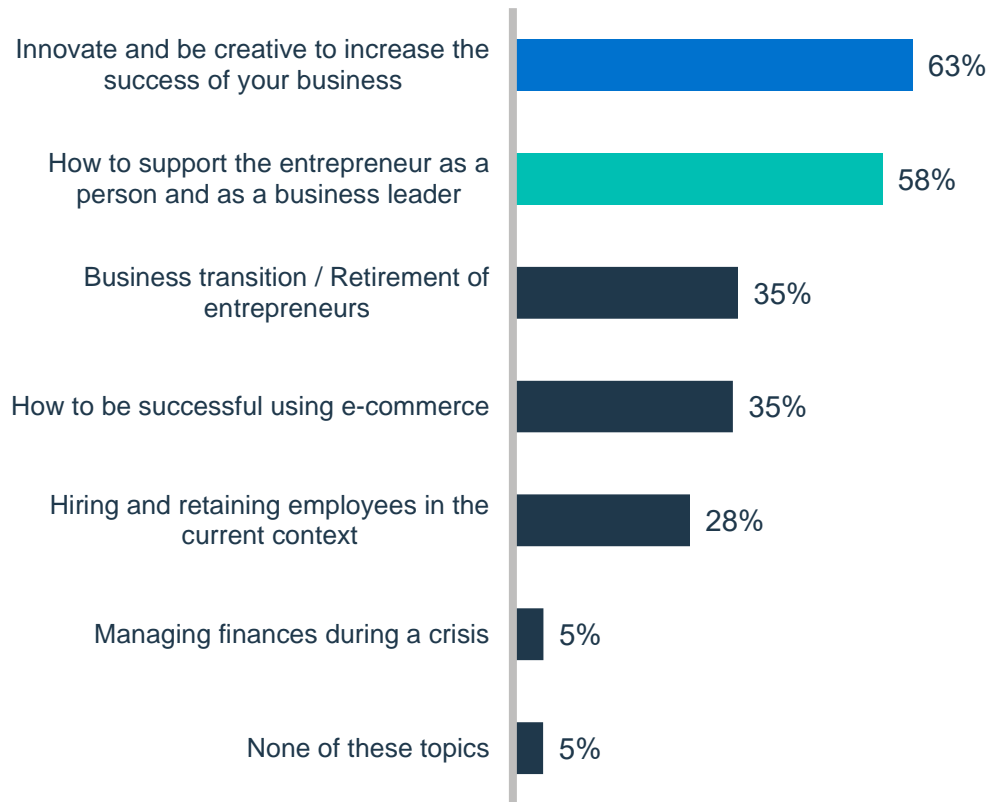 Innovate and be creative to increase the
success of your business
63%
How to support the entrepreneur as a
person and as a business leader
58%
Business transition / Retirement of
entrepreneurs
35%
How to be successful using e-commerce
35%
Hiring and retaining employees in the
current context
28%
Managing finances during a crisis
5%
None of these topics
5%